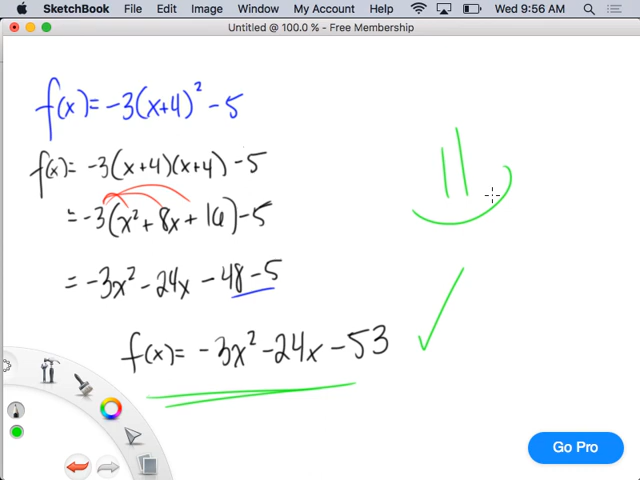 SketchBook File Edit Image Window My Account Help Wed 9:56 AM
Untitled @ 100.0 % - Free Membership
f(x) = -3(x+4)² - 5
f(x) = -3(x+4)(x+4) - 5
= -3(x² + 8x + 16) - 5
= -3x² - 24x - 48 - 5
f(x) = -3x² - 24x - 53
Go Pro